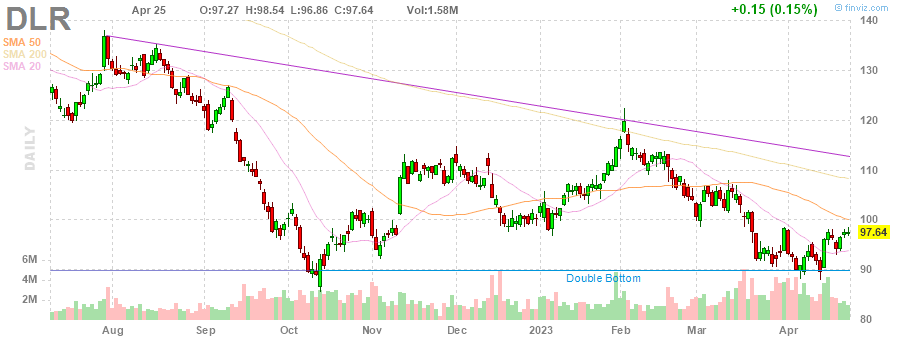 DLR Apr 25 O:97.27 H:98.54 L:96.86 C:97.64 Vol:1.58M +0.15 (0.15%) © finviz.com
SMA 50
SMA 200
SMA 20
DAILY
140
130
120
110
100
97.64
90
80
6M
4M
2M
Double Bottom
Aug Sep Oct Nov Dec 2023 Feb Mar Apr